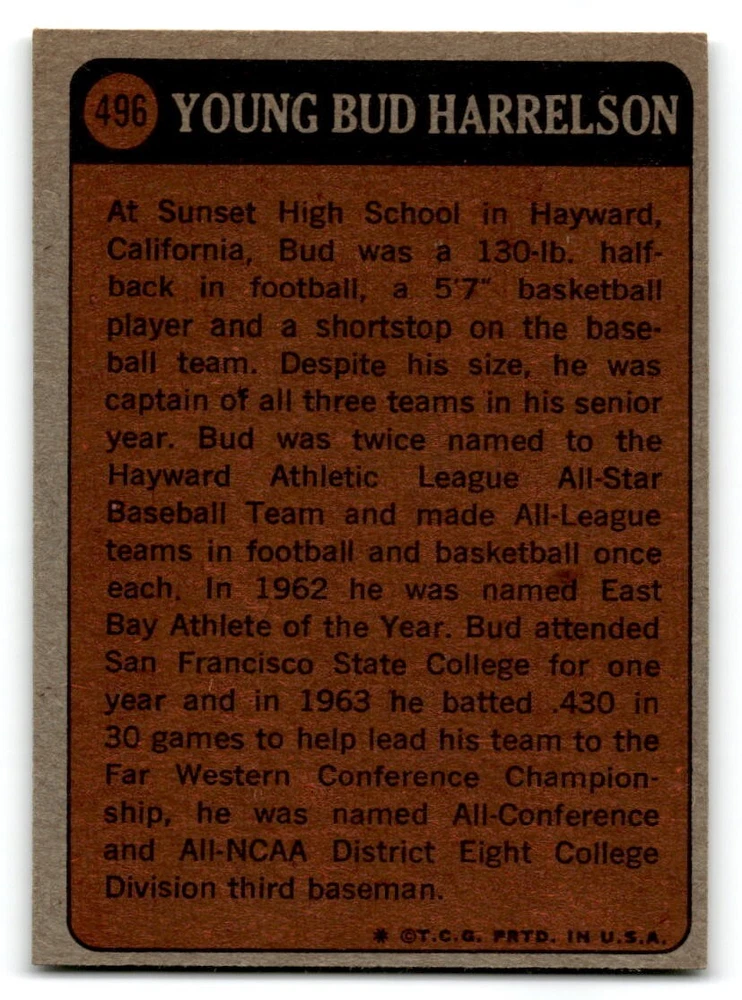 496 YOUNG BUD HARRELSON
At Sunset High School in Hayward,
California, Bud was a 130-lb. half-
back in football, a 5'7" basketball
player and a shortstop on the base-
ball team. Despite his size, he was
captain of all three teams in his senior
year. Bud was twice named to the
Hayward Athletic League All-Star
Baseball Team and made All-League
teams in football and basketball once
each. In 1962 he was named East
Bay Athlete of the Year. Bud attended
San Francisco State College for one
year and in 1963 he batted .430 in
30 games to help lead his team to the
Far Western Conference Champion-
ship, he was named All-Conference
and All-NCAA District Eight College
Division third baseman.
* ©T.C.G. PRTD. IN U.S.A.